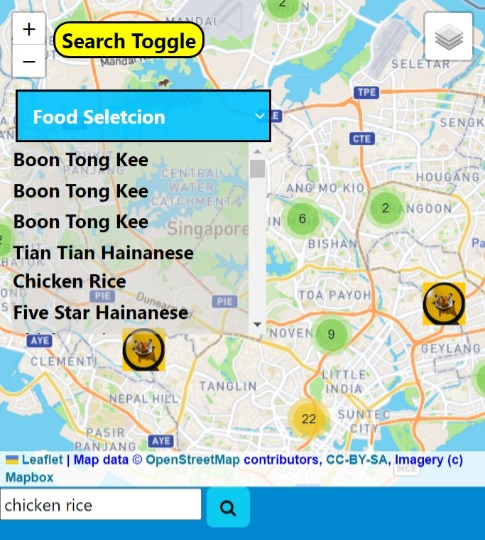 2
MANDAI
+
Search Toggle
−
Mandai
SELETAR
TPE
Food Seletcion
CTE
SENGKANG
Boon Tong Kee
Boon Tong Kee
CENTRAL
WATER
CATCHMENT
ANG MO KIO
HOUGANG
Boon Tong Kee
Singapore
6
2
BISHAN
Tian Tian Hainanese
Chicken Rice
PIE
PIE
TOA PAYOH
Five Star Hainanese
AYE
9
GEYLANG
CLEMENTI
LITTLE
INDIA
TANGLIN
NEPAL HILL
22
SUNTEC
CITY
PASIR
PANJANG
AYE
Leaflet | Map data © OpenStreetMap contributors, CC-BY-SA, Imagery (c)
Mapbox
chicken rice